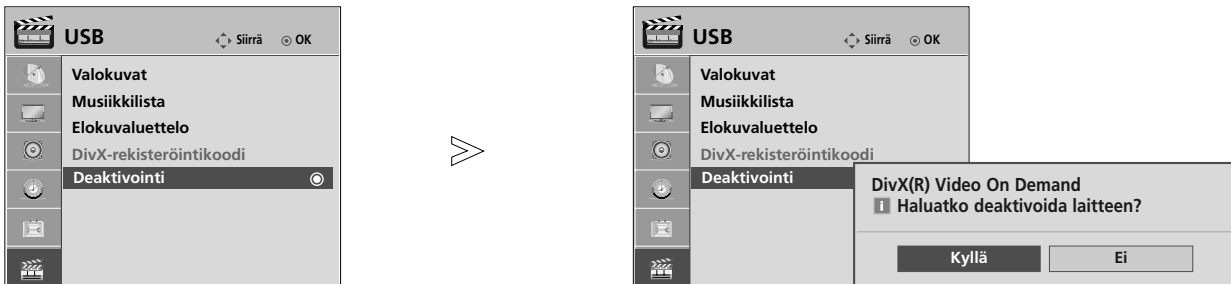 USB
Siirrä OK
Valokuvat
Musiikkilista
Elokuvaluettelo
DivX-rekisteröintikoodi
Deaktivointi
USB
Siirrä OK
Valokuvat
Musiikkilista
Elokuvaluettelo
DivX-rekisteröintikoodi
Deaktivointi
DivX(R) Video On Demand
Haluatko deaktivoida laitteen?
Kyllä
Ei